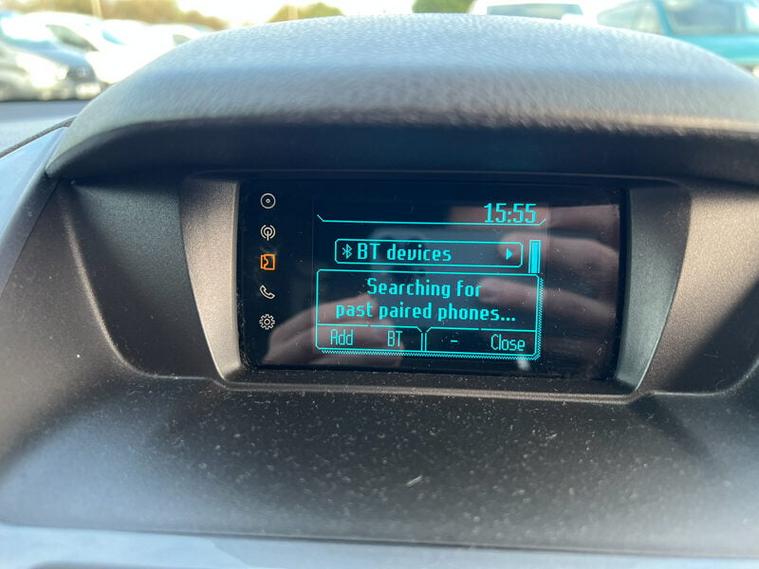 15:55
BT devices
Searching for
past paired phones...
Add BT - Close